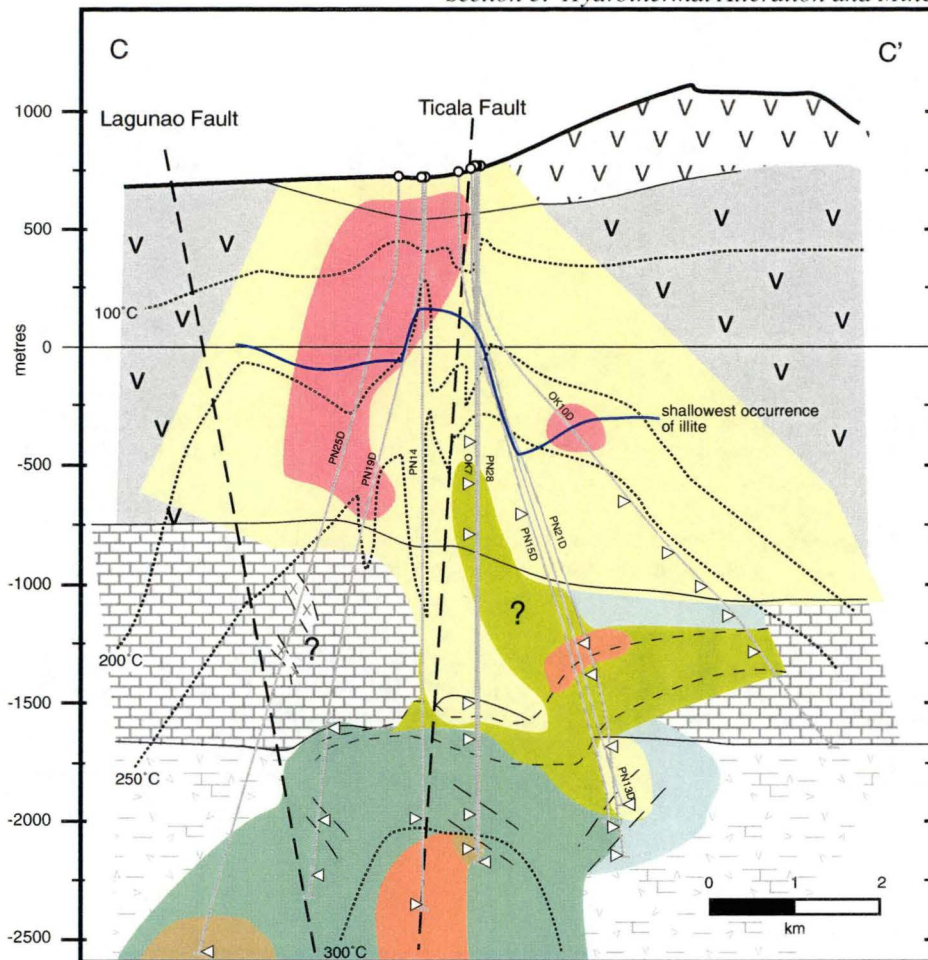 Section 3: Hydrothermal Alteration and
C
C'
Lagunao Fault
Ticala Fault
1000
500
0
-500
-1000
-1500
-2000
-2500
metres
100°C
200°C
250°C
300°C
shallowest occurrence
of illite
PN25D
PN19D
PN14
OK7
PN28
PN15D
PN21D
OK10D
PN13D
?
?
0 1 2
km